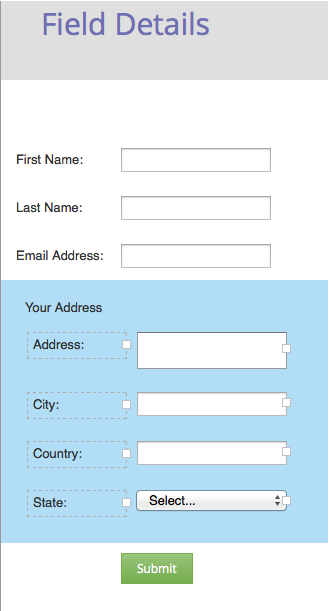 Field Details
First Name:
Last Name:
Email Address:
Your Address
Address:
City:
Country:
State:
Select...
Submit